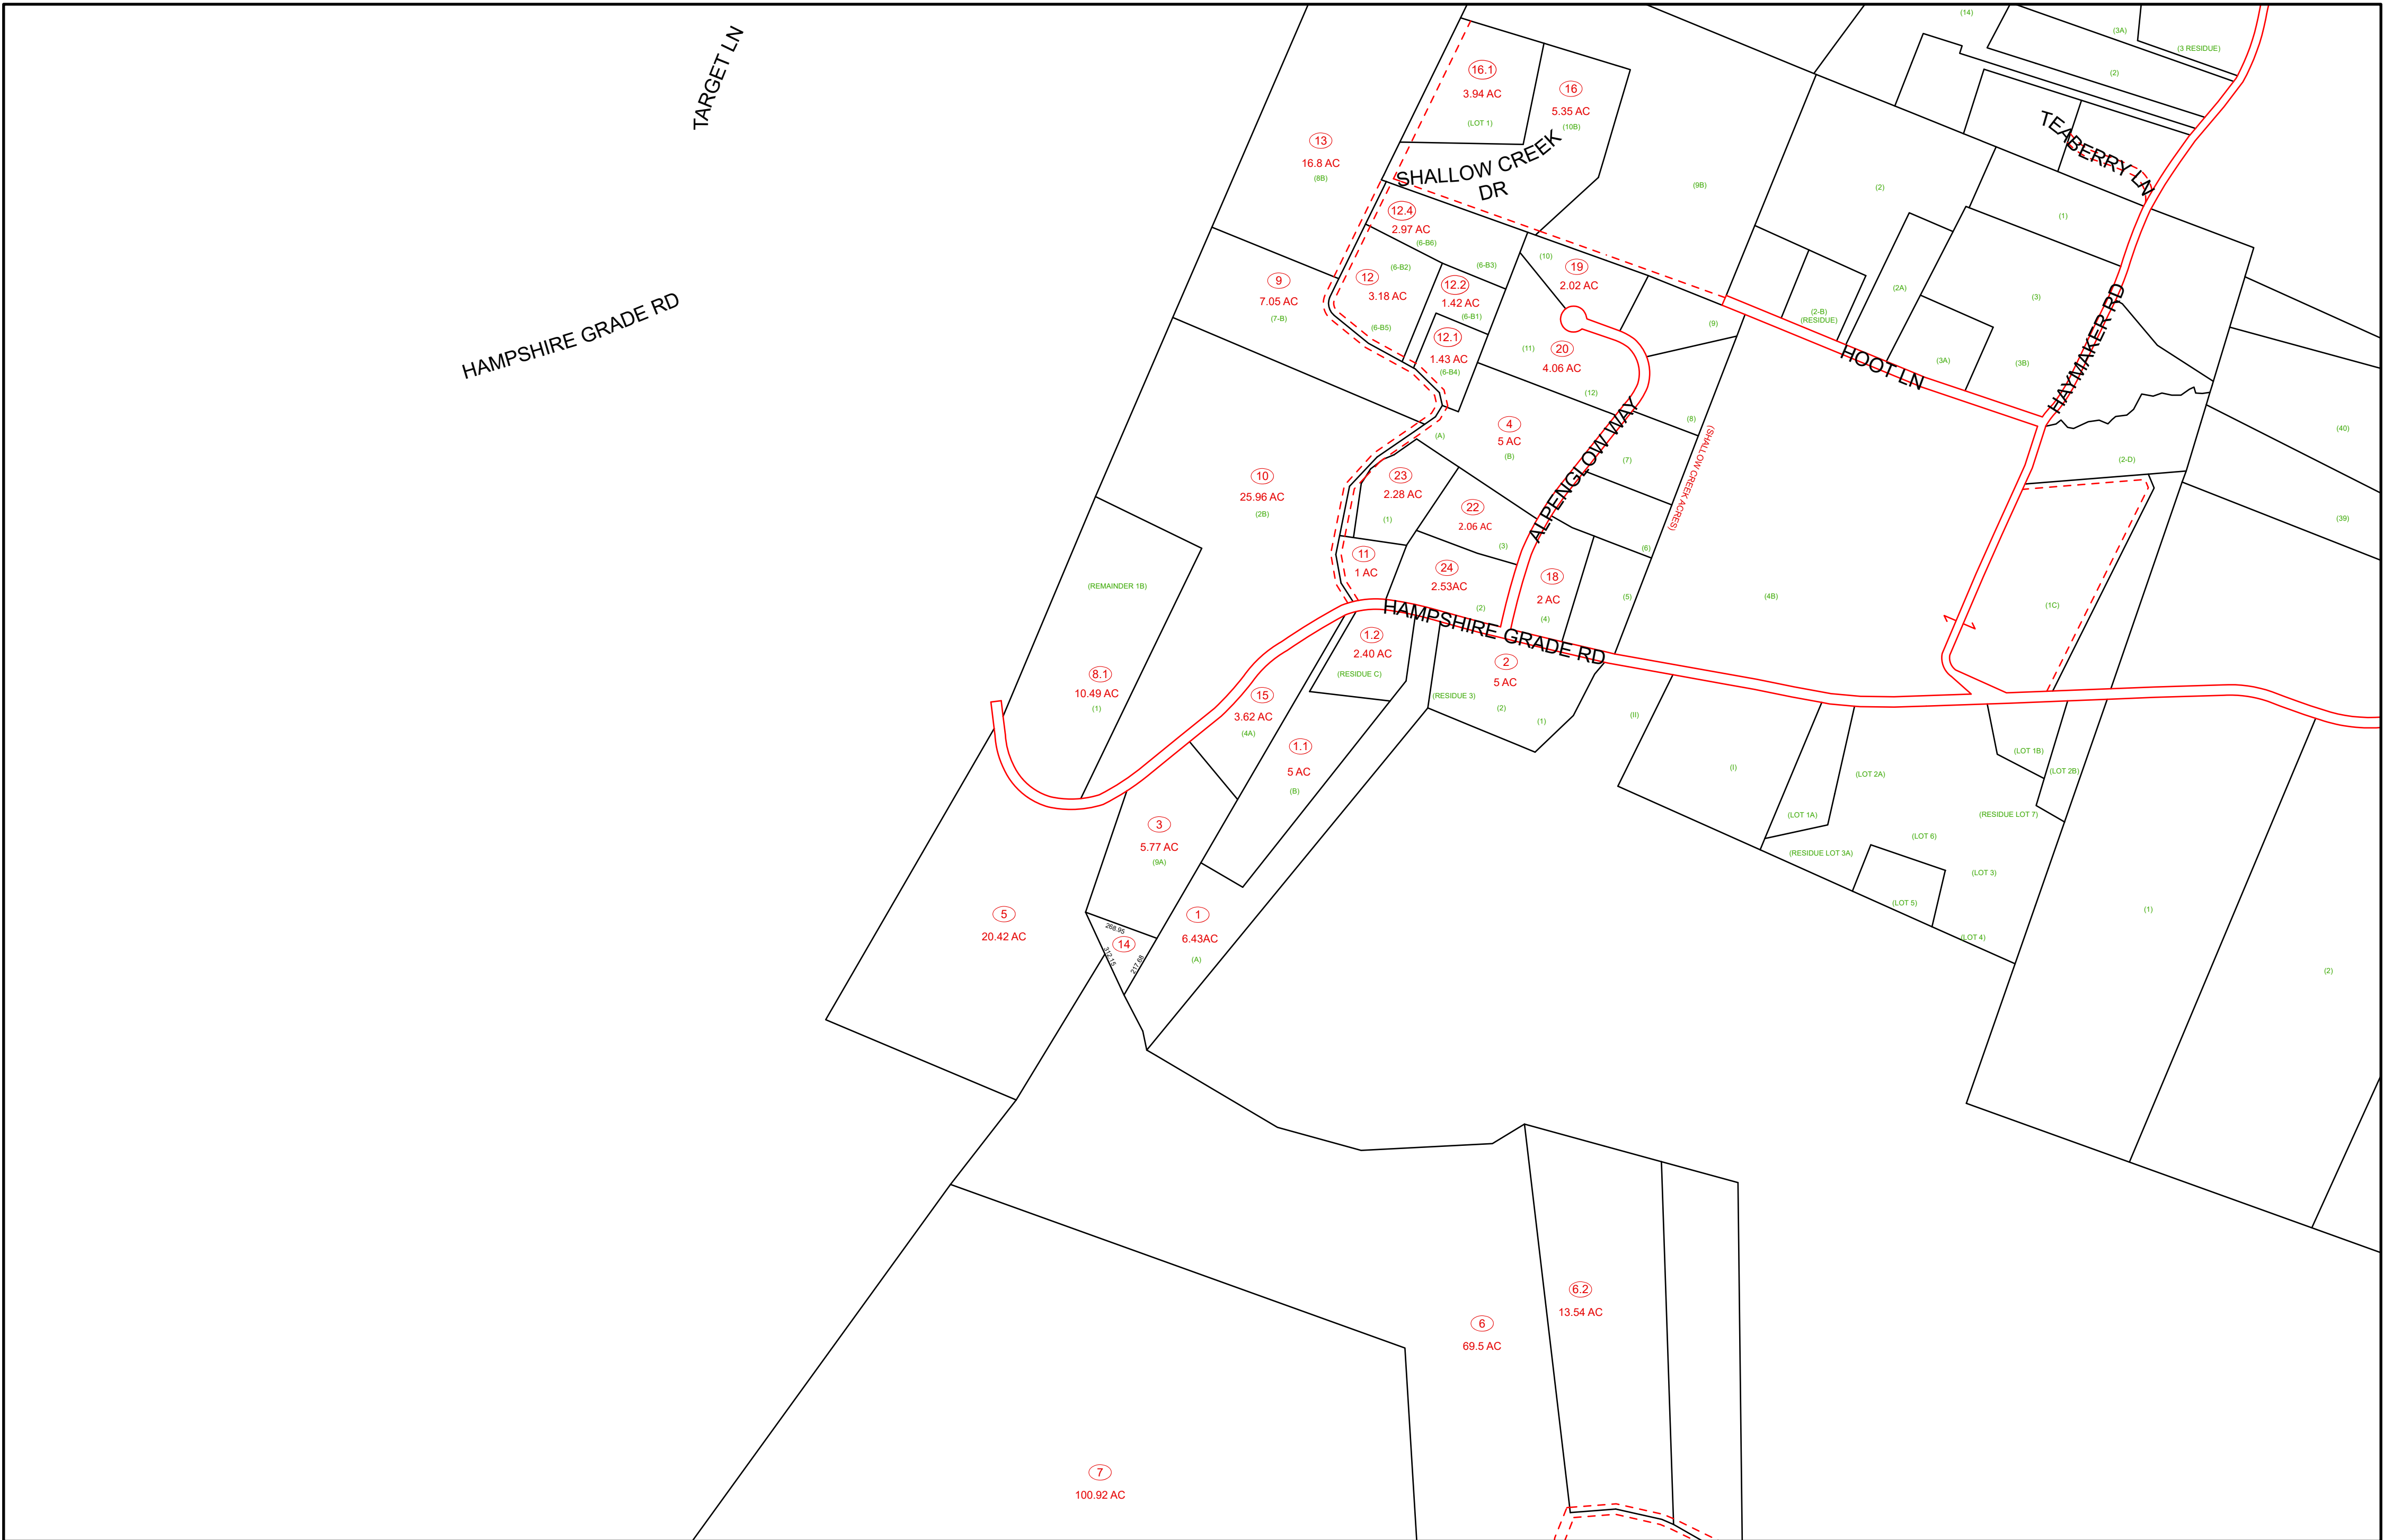 TARGET LN
HAMPSHIRE GRADE RD
(14)
(3A)
(3 RESIDUE)
(2)
16.1
3.94 AC
(LOT 1)
16
5.35 AC
(10B)
13
16.8 AC
(8B)
SHALLOW CREEK
DR
TEABERRY LN
(9B)
(2)
(1)
12.4
2.97 AC
(6-B6)
(6-B2)
(6-B3)
12
3.18 AC
(6-B5)
12.2
1.42 AC
(6-B1)
12.1
1.43 AC
(6-B4)
9
7.05 AC
(7-B)
(10)
19
2.02 AC
(9)
(11)
20
4.06 AC
(12)
(2-B)
(RESIDUE)
(2A)
(3)
(3A)
(3B)
HOOT LN
HAYMAKER RD
(A)
4
5 AC
(B)
ALPENGLOW WAY
(8)
(7)
(SHALLOW CREEK ACRES)
(40)
(2-D)
(39)
10
25.96 AC
(2B)
23
2.28 AC
(1)
22
2.06 AC
(3)
(6)
11
1 AC
24
2.53AC
(2)
18
2 AC
(4)
(5)
(4B)
(1C)
(REMAINDER 1B)
HAMPSHIRE GRADE RD
1.2
2.40 AC
(RESIDUE C)
2
5 AC
(RESIDUE 3)
(2)
(1)
(II)
8.1
10.49 AC
(1)
15
3.62 AC
(4A)
1.1
5 AC
(B)
(I)
(LOT 2A)
(LOT 1B)
(LOT 2B)
(LOT 1A)
(RESIDUE LOT 7)
(LOT 6)
(RESIDUE LOT 3A)
(LOT 3)
(LOT 5)
(LOT 4)
3
5.77 AC
(9A)
5
20.42 AC
268.95
14
312.15
217.68
1
6.43AC
(A)
(1)
(2)
6.2
13.54 AC
6
69.5 AC
7
100.92 AC